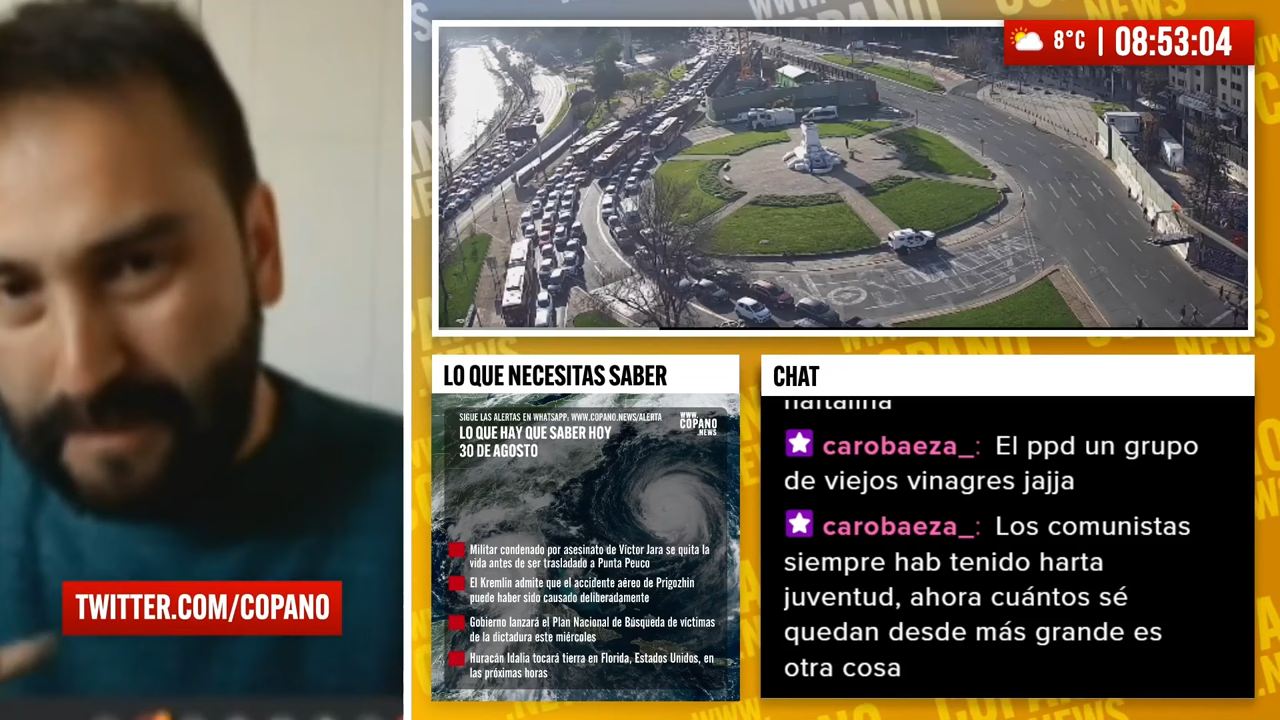 8°C | 08:53:04
LO QUE NECESITAS SABER
SIGUE LAS ALERTAS EN WHATSAPP: WWW.COPANO.NEWS/ALERTA
WWW.
COPANO
.NEWS
LO QUE HAY QUE SABER HOY
30 DE AGOSTO
Militar condenado por asesinato de Víctor Jara se quita la
vida antes de ser trasladado a Punta Peuco
El Kremlin admite que el accidente aéreo de Prigozhin
puede haber sido causado deliberadamente
Gobierno lanzará el Plan Nacional de Búsqueda de víctimas
de la dictadura este miércoles
Huracán Idalia tocará tierra en Florida, Estados Unidos, en
las próximas horas
CHAT
naftalina
carobaeza_: El ppd un grupo
de viejos vinagres jajja
carobaeza_: Los comunistas
siempre hab tenido harta
juventud, ahora cuántos sé
quedan desde más grande es
otra cosa
TWITTER.COM/COPANO